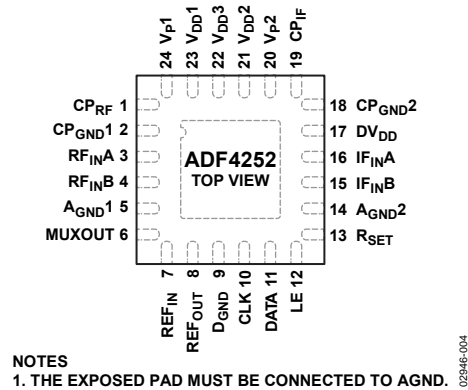 24 VP1
23 VDD1
22 VDD3
21 VDD2
20 VP2
19 CPIF
CPRF 1
CPGND1 2
RFINA 3
RFINB 4
AGND1 5
MUXOUT 6
ADF4252
TOP VIEW
18 CPGND2
17 DVDD
16 IFINA
15 IFINB
14 AGND2
13 RSET
REFIN 7
REFOUT 8
DGND 9
CLK 10
DATA 11
LE 12
NOTES
1. THE EXPOSED PAD MUST BE CONNECTED TO AGND.
02946-004